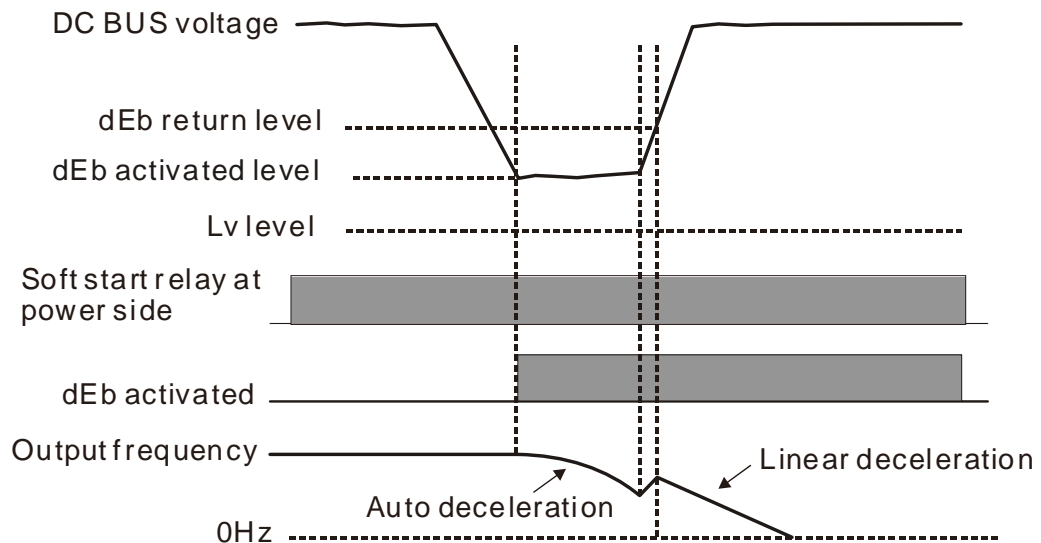 DC BUS voltage
dEb return level
dEb activated level
Lv level
Soft start relay at
power side
dEb activated
Output frequency
Linear deceleration
Auto deceleration
0Hz